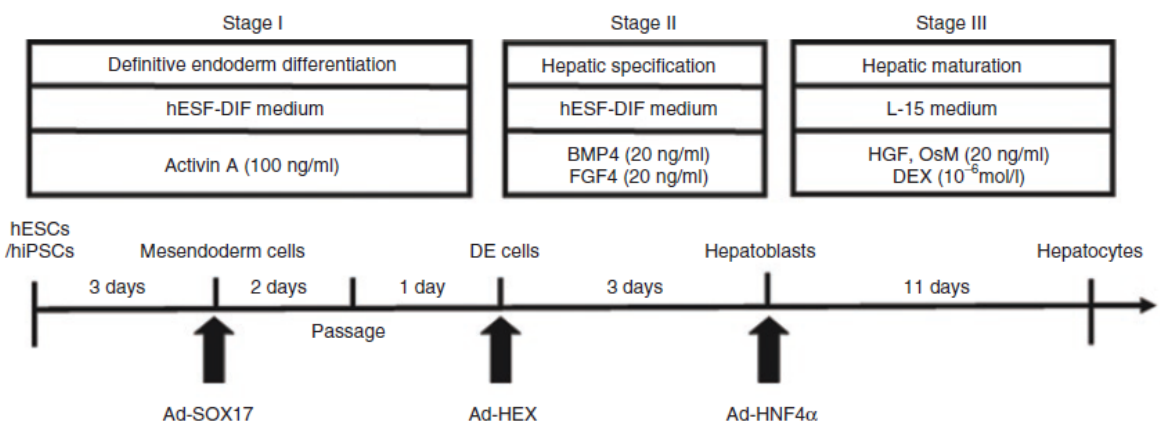 Stage I
Definitive endoderm differentiation
hESF-DIF medium
Activin A (100 ng/ml)
Stage II
Hepatic specification
hESF-DIF medium
BMP4 (20 ng/ml)
FGF4 (20 ng/ml)
Stage III
Hepatic maturation
L-15 medium
HGF, OsM (20 ng/ml)
DEX (10⁻⁶mol/l)
hESCs
/hiPSCs
Mesendoderm cells
DE cells
Hepatoblasts
Hepatocytes
3 days
2 days
1 day
3 days
11 days
Passage
Ad-SOX17
Ad-HEX
Ad-HNF4α